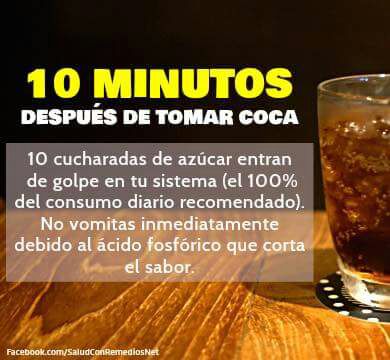 10 MINUTOS
DESPUÉS DE TOMAR COCA
10 cucharadas de azúcar entran
de golpe en tu sistema (el 100%
del consumo diario recomendado).
No vomitas inmediatamente
debido al ácido fosfórico que corta
el sabor.
Facebook.com/SaludConRemediosNet